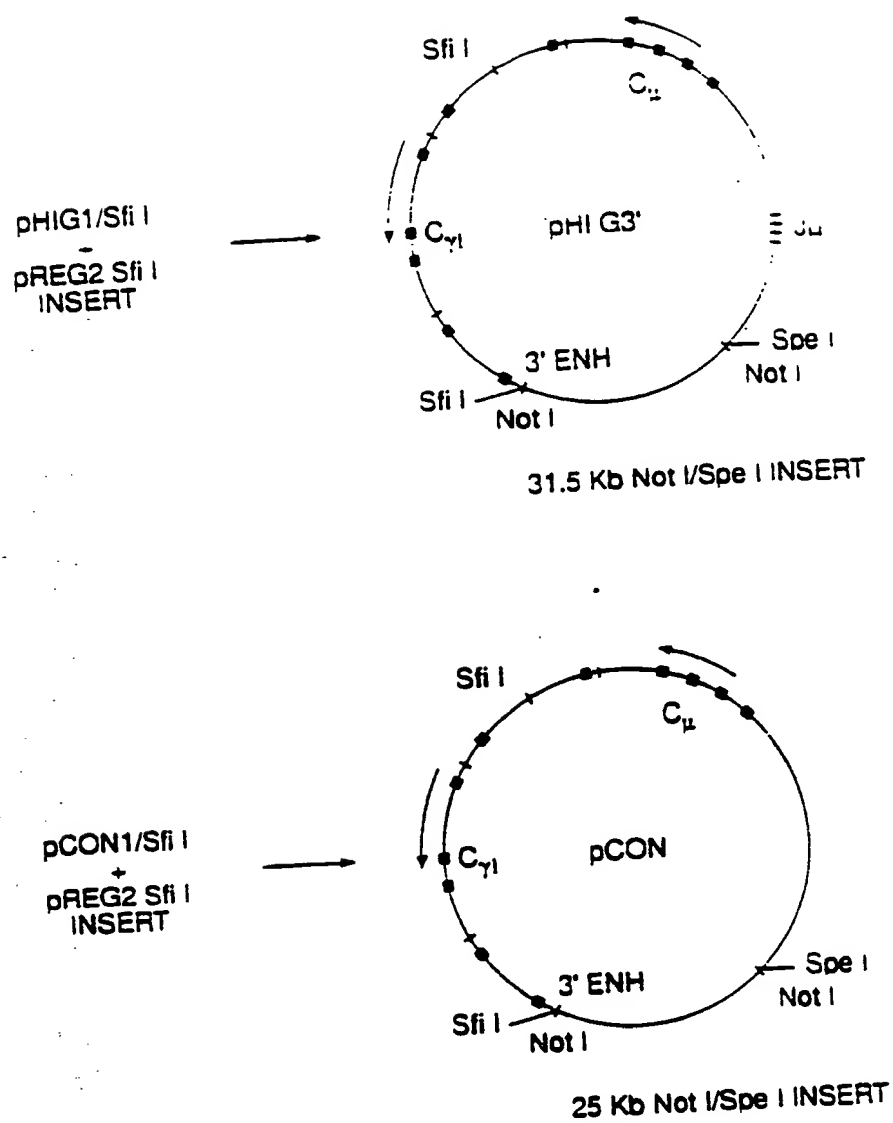 Sfi I
Cμ
pHIG1/Sfi I
pREG2 Sfi I
INSERT
Cγ1
pHI G3'
3' ENH
Spe I
Not I
Sfi I
Not I
31.5 Kb Not I/Spe I INSERT
Sfi I
Cμ
pCON1/Sfi I
+
pREG2 Sfi I
INSERT
Cγ1
pCON
3' ENH
Spe I
Not I
Sfi I
Not I
25 Kb Not I/Spe I INSERT